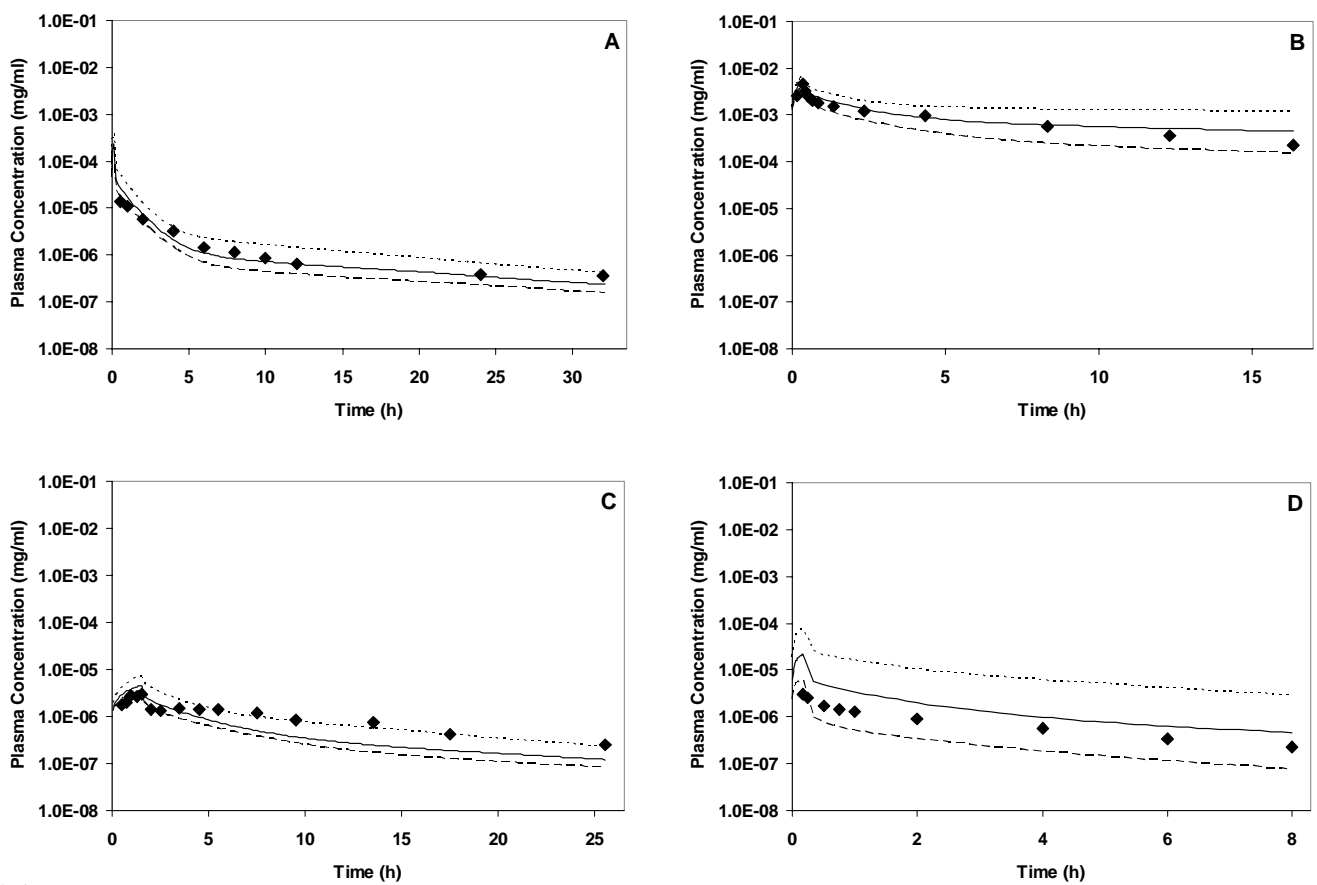 A
Plasma Concentration (mg/ml)
1.0E-01
1.0E-02
1.0E-03
1.0E-04
1.0E-05
1.0E-06
1.0E-07
1.0E-08
0 5 10 15 20 25 30
Time (h)
B
Plasma Concentration (mg/ml)
1.0E-01
1.0E-02
1.0E-03
1.0E-04
1.0E-05
1.0E-06
1.0E-07
1.0E-08
0 5 10 15
Time (h)
C
Plasma Concentration (mg/ml)
1.0E-01
1.0E-02
1.0E-03
1.0E-04
1.0E-05
1.0E-06
1.0E-07
1.0E-08
0 5 10 15 20 25
Time (h)
D
Plasma Concentration (mg/ml)
1.0E-01
1.0E-02
1.0E-03
1.0E-04
1.0E-05
1.0E-06
1.0E-07
1.0E-08
0 2 4 6 8
Time (h)